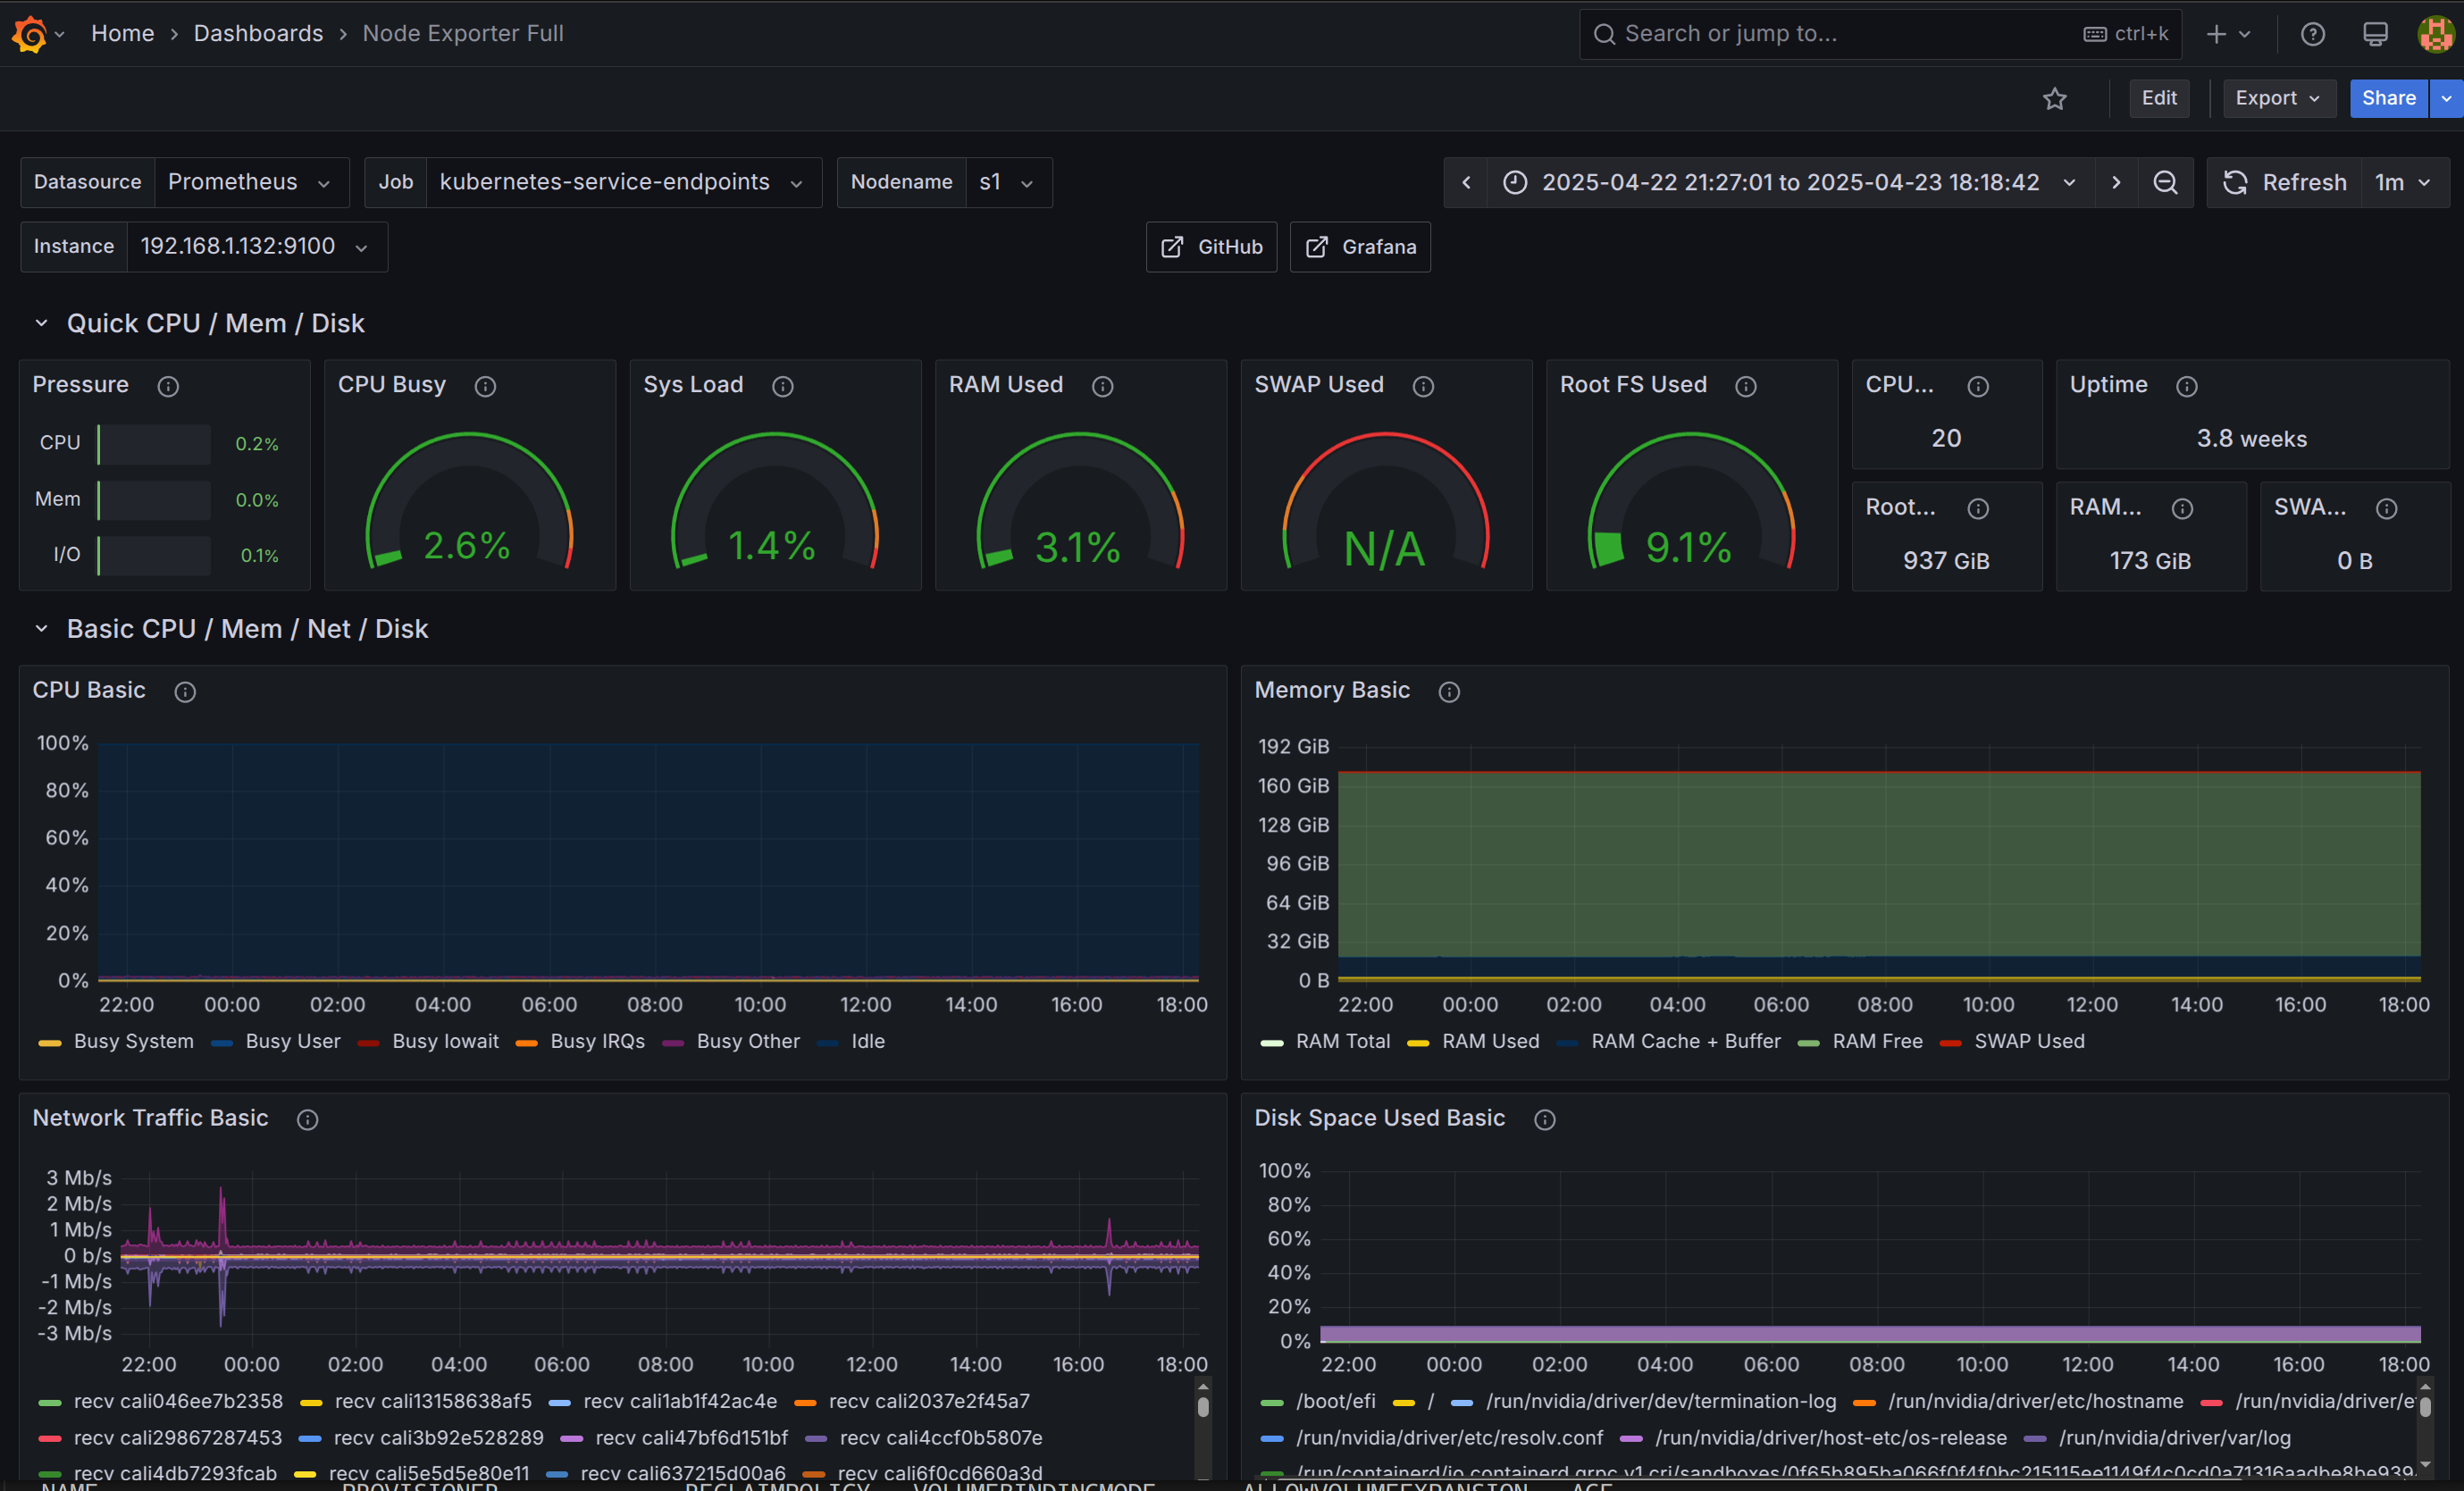 Home › Dashboards › Node Exporter Full
Search or jump to...
ctrl+k
Edit
Export
Share
Datasource Prometheus
Job kubernetes-service-endpoints
Nodename s1
2025-04-22 21:27:01 to 2025-04-23 18:18:42
Refresh 1m
Instance 192.168.1.132:9100
GitHub
Grafana
Quick CPU / Mem / Disk
Pressure
CPU 0.2%
Mem 0.0%
I/O 0.1%
CPU Busy
2.6%
Sys Load
1.4%
RAM Used
3.1%
SWAP Used
N/A
Root FS Used
9.1%
CPU...
20
Uptime
3.8 weeks
Root...
937 GiB
RAM...
173 GiB
SWA...
0 B
Basic CPU / Mem / Net / Disk
CPU Basic
100%
80%
60%
40%
20%
0%
22:00 00:00 02:00 04:00 06:00 08:00 10:00 12:00 14:00 16:00 18:00
Busy System Busy User Busy Iowait Busy IRQs Busy Other Idle
Memory Basic
192 GiB
160 GiB
128 GiB
96 GiB
64 GiB
32 GiB
0 B
22:00 00:00 02:00 04:00 06:00 08:00 10:00 12:00 14:00 16:00 18:00
RAM Total RAM Used RAM Cache + Buffer RAM Free SWAP Used
Network Traffic Basic
3 Mb/s
2 Mb/s
1 Mb/s
0 b/s
-1 Mb/s
-2 Mb/s
-3 Mb/s
22:00 00:00 02:00 04:00 06:00 08:00 10:00 12:00 14:00 16:00 18:00
recv cali046ee7b2358 recv cali13158638af5 recv cali1ab1f42ac4e recv cali2037e2f45a7
recv cali29867287453 recv cali3b92e528289 recv cali47bf6d151bf recv cali4ccf0b5807e
recv cali4db7293fcab recv cali5e5d5e80e11 recv cali637215d00a6 recv cali6f0cd660a3d
Disk Space Used Basic
100%
80%
60%
40%
20%
0%
22:00 00:00 02:00 04:00 06:00 08:00 10:00 12:00 14:00 16:00 18:00
/boot/efi / /run/nvidia/driver/dev/termination-log /run/nvidia/driver/etc/hostname /run/nvidia/driver/e
/run/nvidia/driver/etc/resolv.conf /run/nvidia/driver/host-etc/os-release /run/nvidia/driver/var/log
/run/containerd/io.containerd.grpc.v1.cri/sandboxes/0f65b895ba066f0f4f0bc215115ee1149f4c0cd0a71316aadbe8be939
NAME PROVISIONER RECLAIMPOLICY VOLUMEBINDINGMODE ALLOWVOLUMEEXPANSION AGE